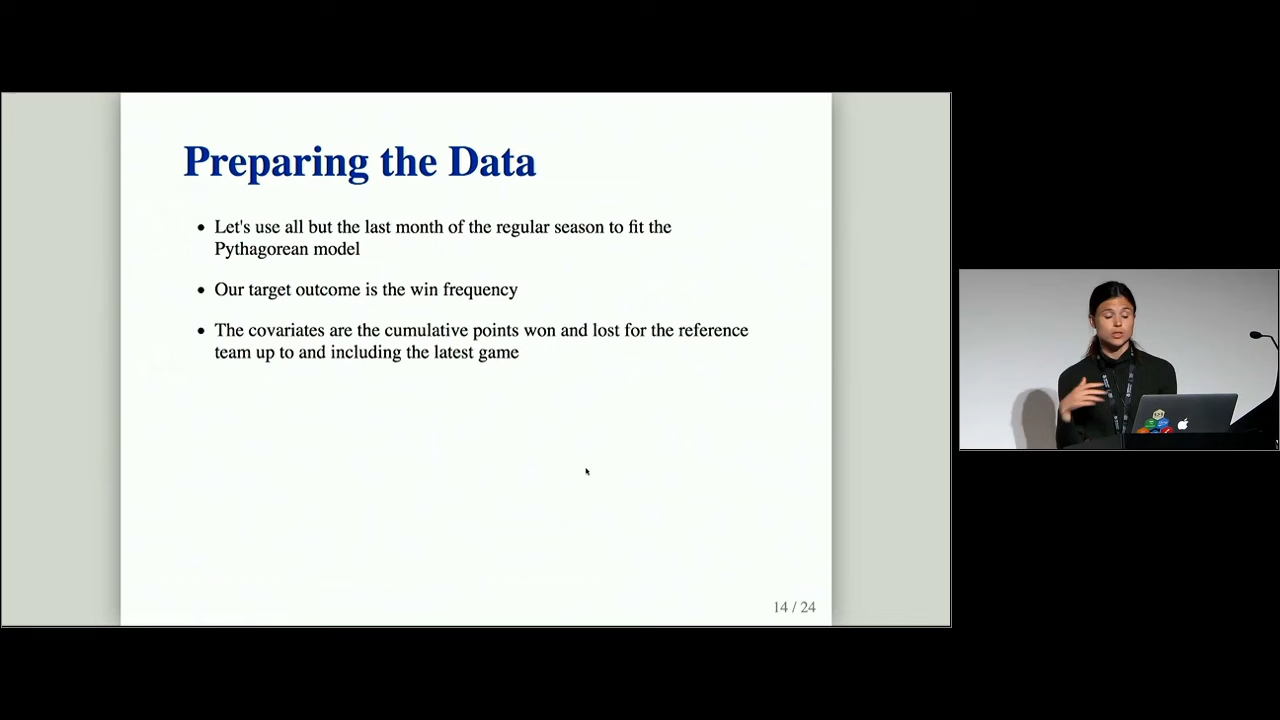 Preparing the Data
• Let's use all but the last month of the regular season to fit the
Pythagorean model
• Our target outcome is the win frequency
• The covariates are the cumulative points won and lost for the reference
team up to and including the latest game
14 / 24